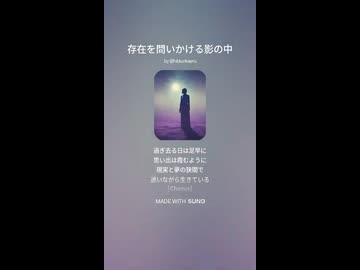 存在を問いかける影の中
過ぎ去る日は足早に
思い出は霞むように
現実と夢の狭間で
迷いながら生きている
[Chorus]
MADE WITH SUNO